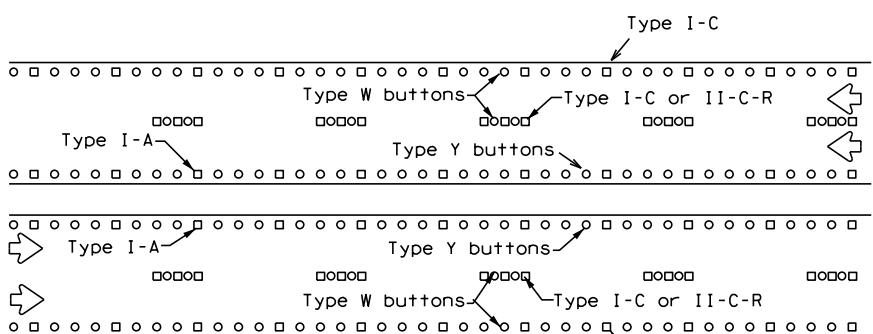 Type I-C
Type W buttons
Type I-C or II-C-R
Type I-A
Type Y buttons
Type I-A
Type Y buttons
Type W buttons
Type I-C or II-C-R